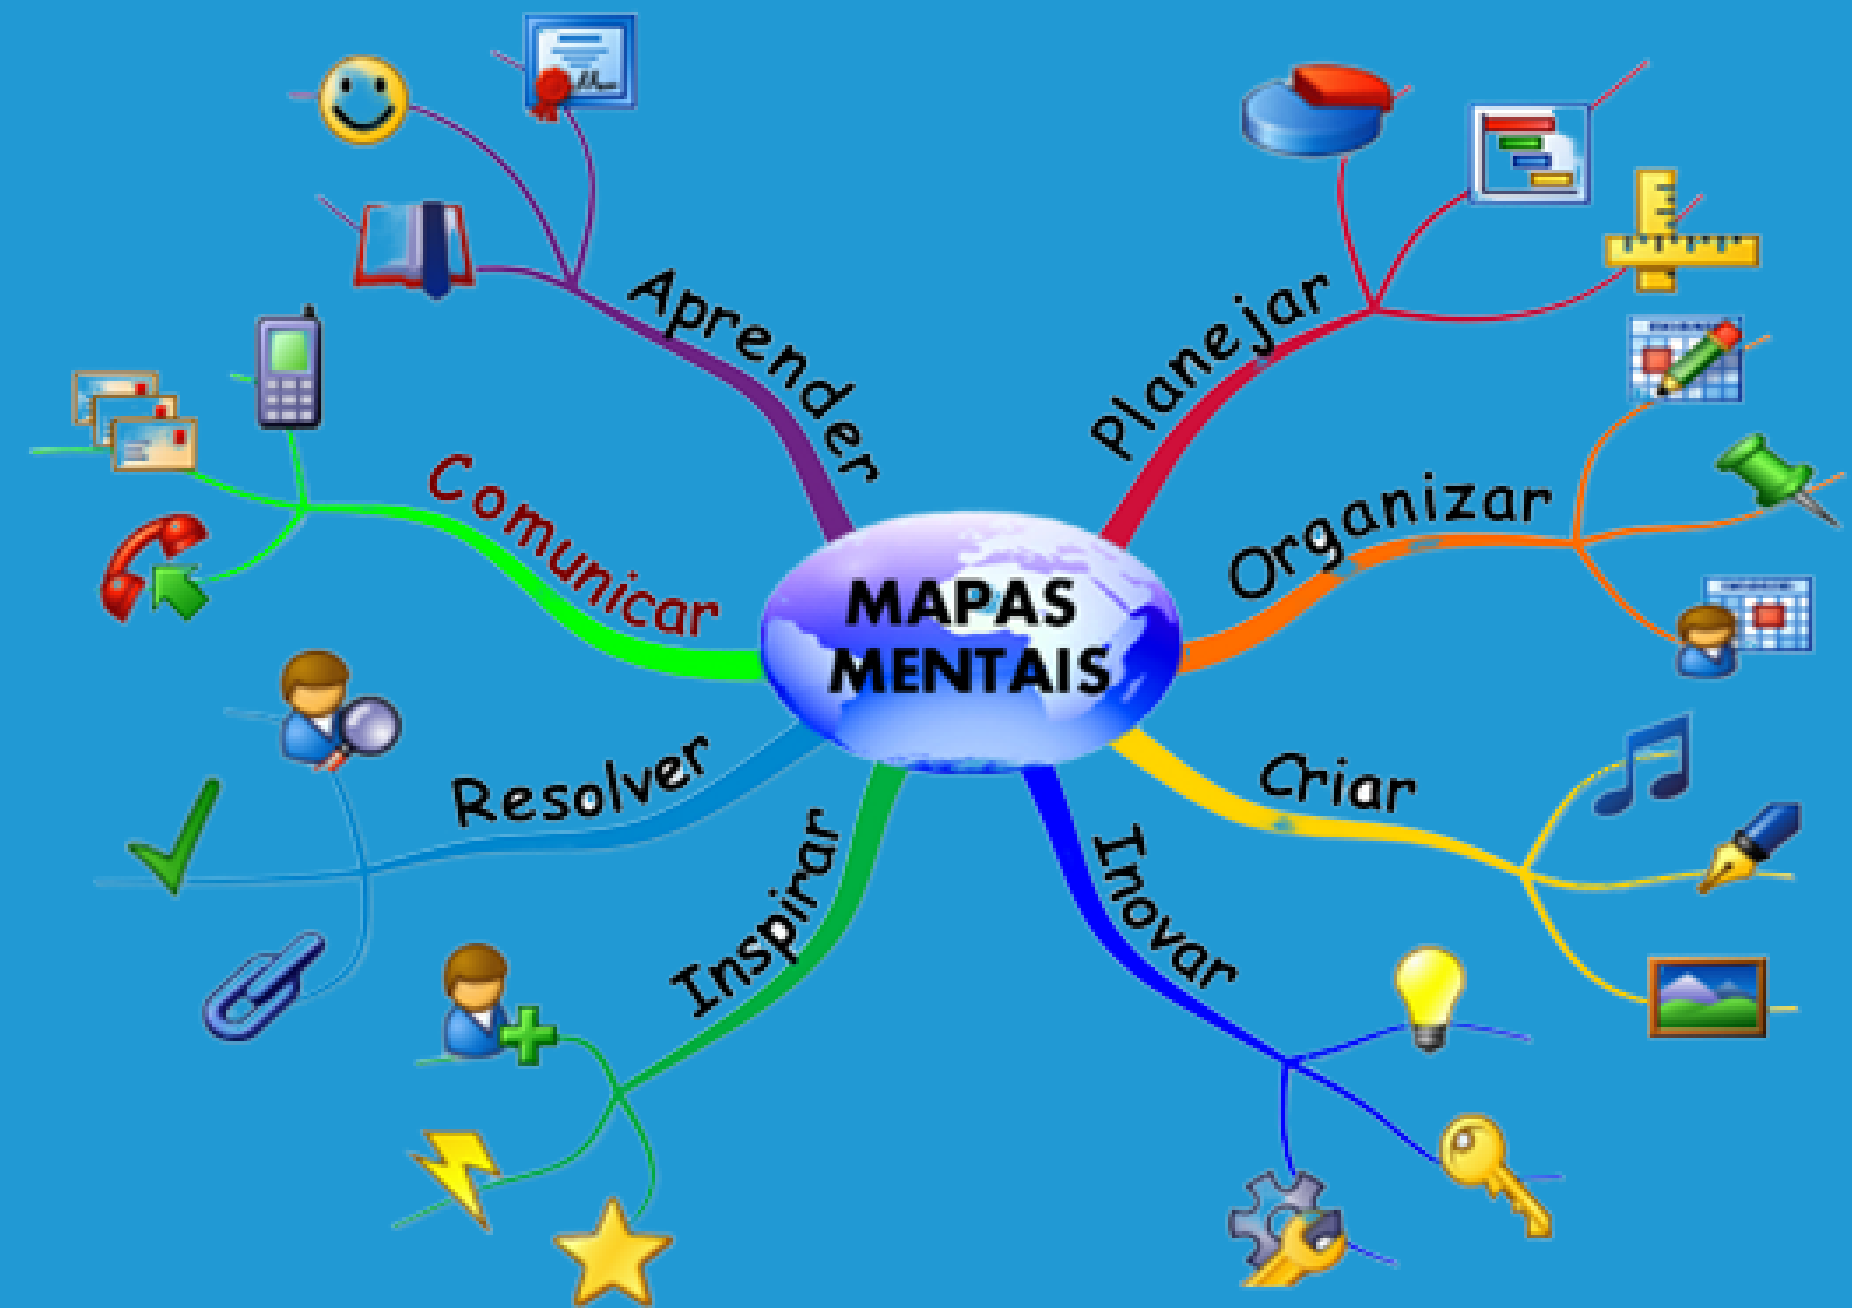 MAPAS
MENTAIS
Planejar
Organizar
Criar
Inovar
Inspirar
Resolver
Comunicar
Aprender